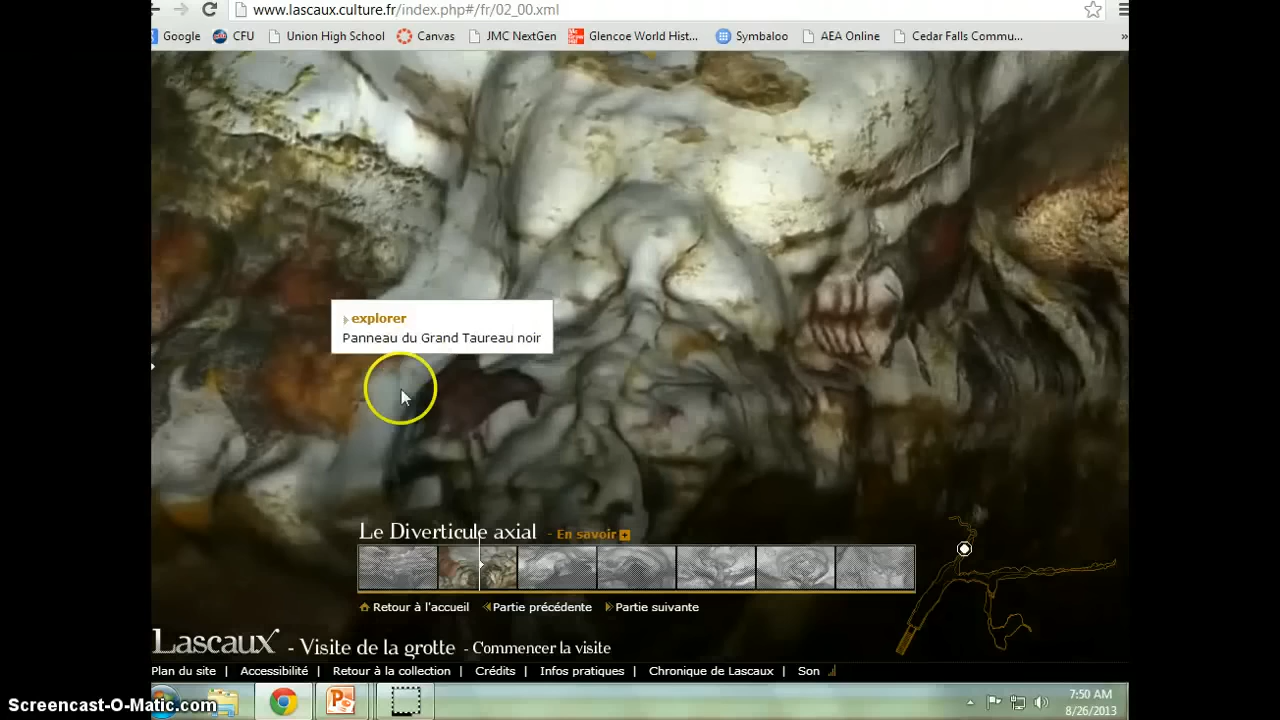 www.lascaux.culture.fr/index.php#/fr/02_00.xml
Google CFU Union High School Canvas JMC NextGen Glencoe World Hist... Symbaloo AEA Online Cedar Falls Commu... »
explorer
Panneau du Grand Taureau noir
Le Diverticule axial - En savoir +
Retour à l'accueil Partie précédente Partie suivante
Lascaux - Visite de la grotte - Commencer la visite
Plan du site | Accessibilité | Retour à la collection | Crédits | Infos pratiques | Chronique de Lascaux | Son
7:50 AM
8/26/2013
Screencast-O-Matic.com